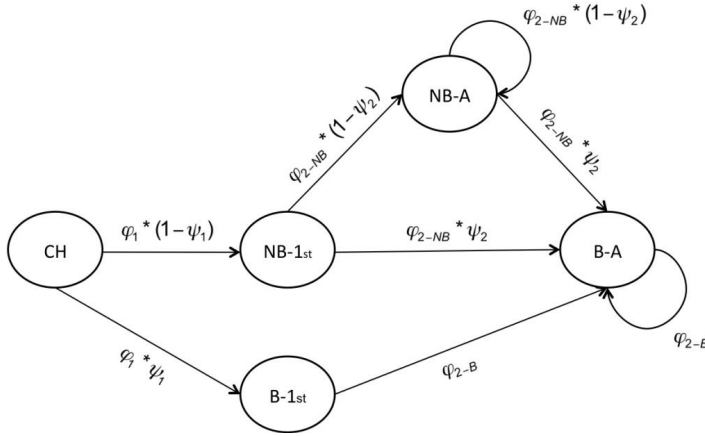 φ₂₋NB * (1−ψ₂)
NB-A
φ₂₋NB * (1−ψ₂)
φ₂₋NB * ψ₂
φ₁ * (1−ψ₁)
φ₂₋NB * ψ₂
CH
NB-1st
B-A
φ₁ * ψ₁
φ₂₋B
φ₂₋B
B-1st